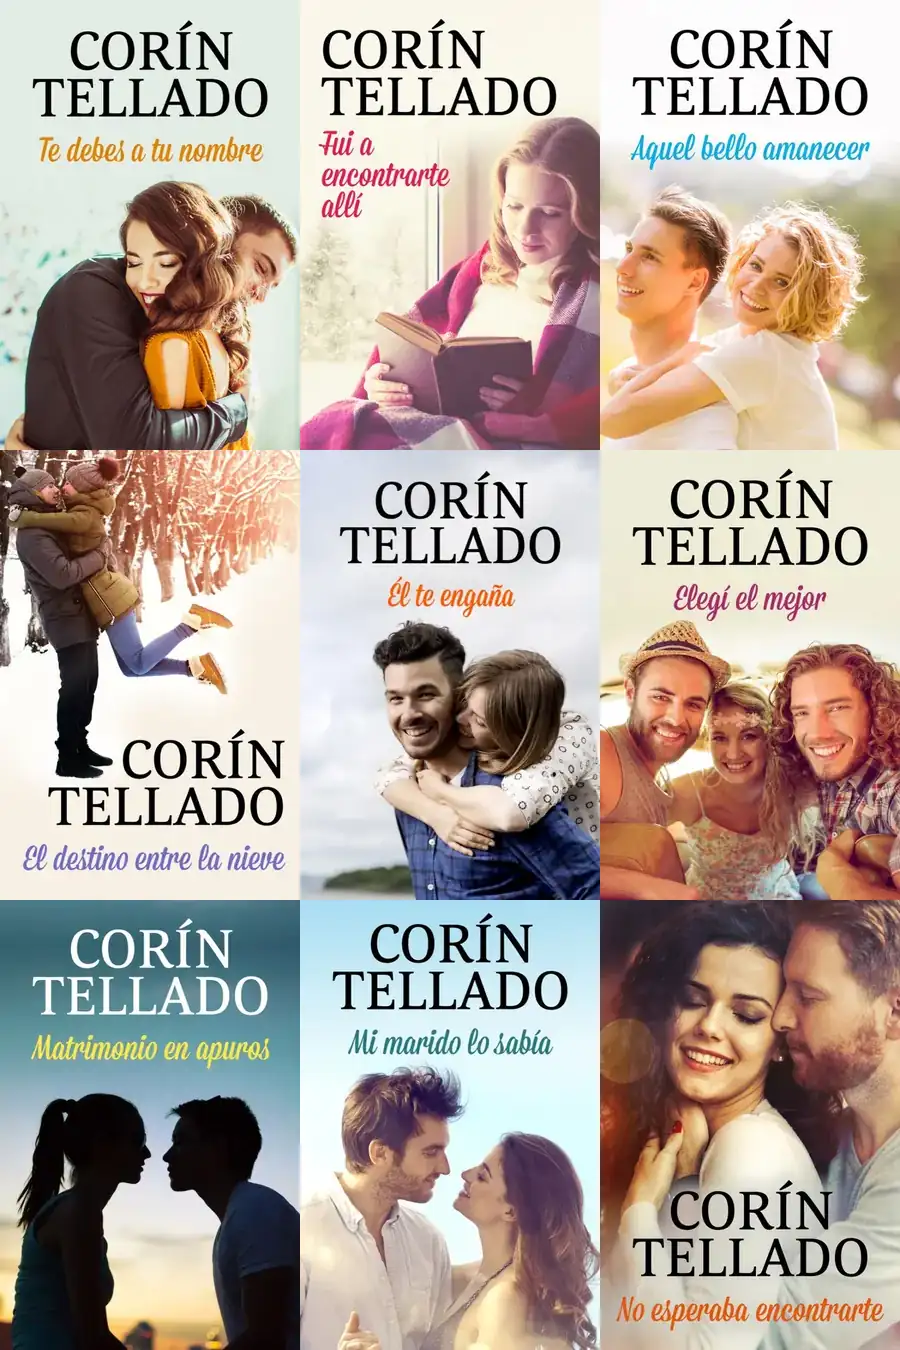 CORÍN
TELLADO
Te debes a tu nombre
CORÍN
TELLADO
Fui a
encontrarte
allí
CORÍN
TELLADO
Aquel bello amanecer
CORÍN
TELLADO
El destino entre la nieve
CORÍN
TELLADO
Él te engaña
CORÍN
TELLADO
Elegí el mejor
CORÍN
TELLADO
Matrimonio en apuros
CORÍN
TELLADO
Mi marido lo sabía
CORÍN
TELLADO
No esperaba encontrarte